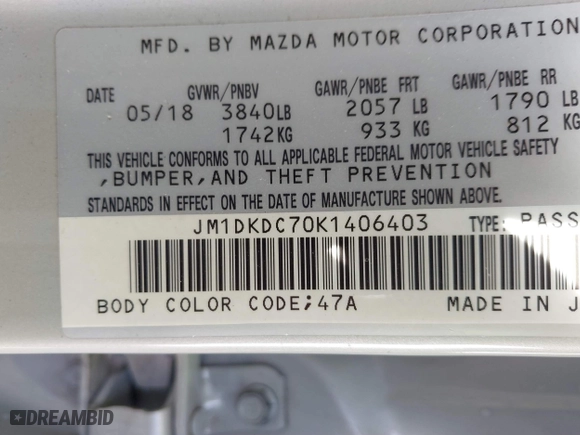 MFD. BY MAZDA MOTOR CORPORATION
DATE GVWR/PNBV GAWR/PNBE FRT GAWR/PNBE RR
05/18 3840LB 2057 LB 1790 LB
1742KG 933 KG 812 KG
THIS VEHICLE CONFORMS TO ALL APPLICABLE FEDERAL MOTOR VEHICLE SAFETY
,BUMPER,AND THEFT PREVENTION
STANDARDS IN EFFECT ON THE DATE OF MANUFACTURE SHOWN ABOVE.
JM1DKDC70K1406403 TYPE: PASS
BODY COLOR CODE;47A MADE IN J
DREAMBID